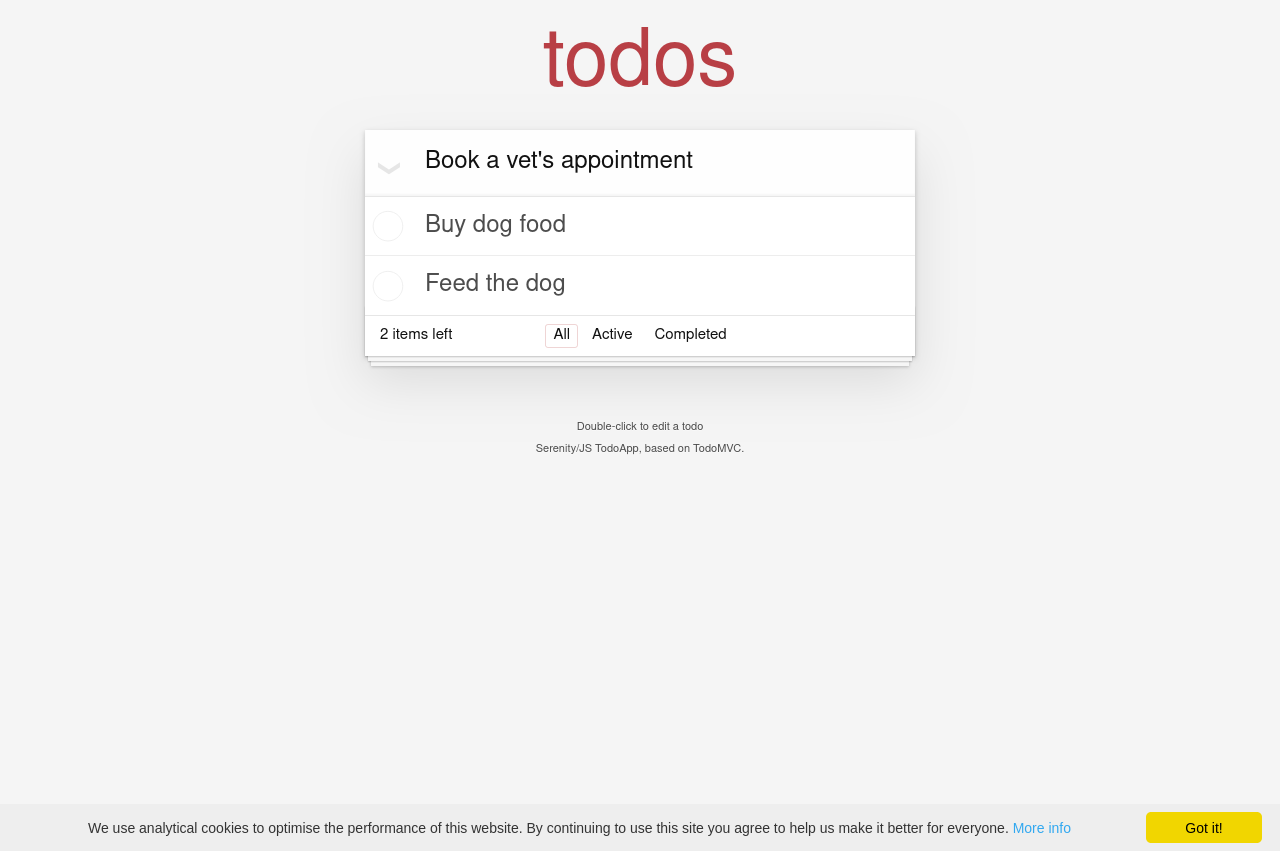 todos
Book a vet's appointment
Buy dog food
Feed the dog
2 items left All Active Completed
Double-click to edit a todo
Serenity/JS TodoApp, based on TodoMVC.
We use analytical cookies to optimise the performance of this website. By continuing to use this site you agree to help us make it better for everyone. More info Got it!